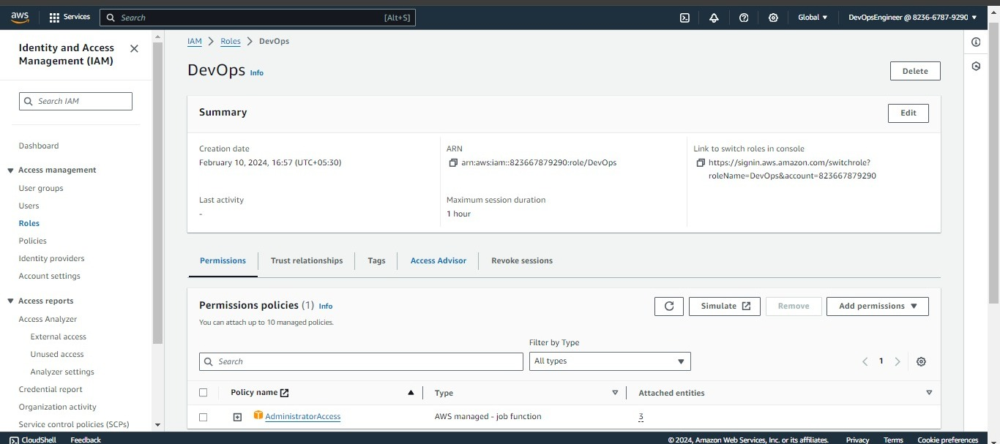 aws Services Search [Alt+S] Global ▼ DevOpsEngineer @ 8236-6787-9290 ▼
Identity and Access
Management (IAM)
Search IAM
Dashboard
Access management
User groups
Users
Roles
Policies
Identity providers
Account settings
Access reports
Access Analyzer
External access
Unused access
Analyzer settings
Credential report
Organization activity
Service control policies (SCPs)
IAM > Roles > DevOps
DevOps Info
Delete
Summary
Edit
Creation date
February 10, 2024, 16:57 (UTC+05:30)
ARN
arn:aws:iam::823667879290:role/DevOps
Link to switch roles in console
https://signin.aws.amazon.com/switchrole?
roleName=DevOps&account=823667879290
Last activity
-
Maximum session duration
1 hour
Permissions Trust relationships Tags Access Advisor Revoke sessions
Permissions policies (1) Info
You can attach up to 10 managed policies.
Simulate Remove Add permissions ▼
Filter by Type
Search All types
1
Policy name Type Attached entities
AdministratorAccess AWS managed - job function 3
CloudShell Feedback © 2024, Amazon Web Services, Inc. or its affiliates. Privacy Terms Cookie preferences